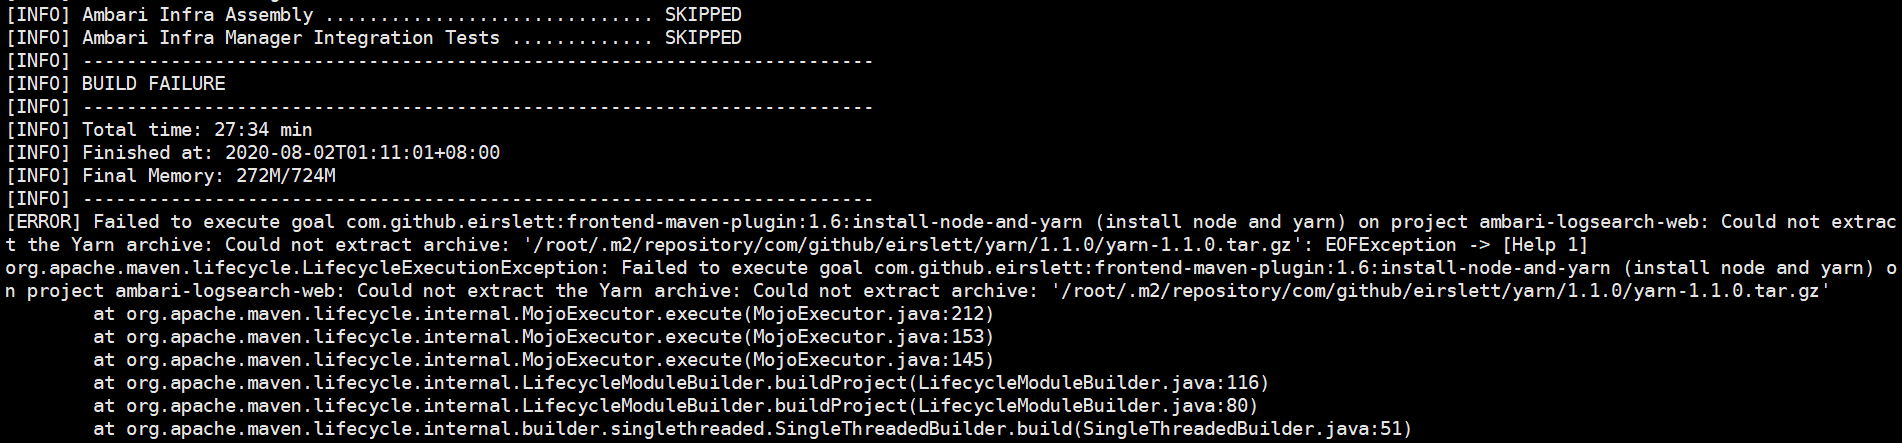 [INFO] Ambari Infra Assembly .............................. SKIPPED
[INFO] Ambari Infra Manager Integration Tests ............. SKIPPED
[INFO] ------------------------------------------------------------------------
[INFO] BUILD FAILURE
[INFO] ------------------------------------------------------------------------
[INFO] Total time: 27:34 min
[INFO] Finished at: 2020-08-02T01:11:01+08:00
[INFO] Final Memory: 272M/724M
[INFO] ------------------------------------------------------------------------
[ERROR] Failed to execute goal com.github.eirslett:frontend-maven-plugin:1.6:install-node-and-yarn (install node and yarn) on project ambari-logsearch-web: Could not extrac
t the Yarn archive: Could not extract archive: '/root/.m2/repository/com/github/eirslett/yarn/1.1.0/yarn-1.1.0.tar.gz': EOFException -> [Help 1]
org.apache.maven.lifecycle.LifecycleExecutionException: Failed to execute goal com.github.eirslett:frontend-maven-plugin:1.6:install-node-and-yarn (install node and yarn) o
n project ambari-logsearch-web: Could not extract the Yarn archive: Could not extract archive: '/root/.m2/repository/com/github/eirslett/yarn/1.1.0/yarn-1.1.0.tar.gz'
        at org.apache.maven.lifecycle.internal.MojoExecutor.execute(MojoExecutor.java:212)
        at org.apache.maven.lifecycle.internal.MojoExecutor.execute(MojoExecutor.java:153)
        at org.apache.maven.lifecycle.internal.MojoExecutor.execute(MojoExecutor.java:145)
        at org.apache.maven.lifecycle.internal.LifecycleModuleBuilder.buildProject(LifecycleModuleBuilder.java:116)
        at org.apache.maven.lifecycle.internal.LifecycleModuleBuilder.buildProject(LifecycleModuleBuilder.java:80)
        at org.apache.maven.lifecycle.internal.builder.singlethreaded.SingleThreadedBuilder.build(SingleThreadedBuilder.java:51)